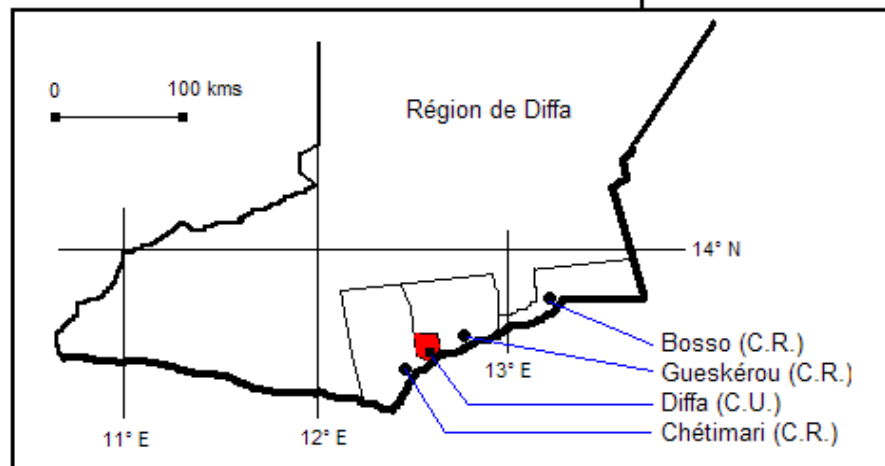 0 100 kms
Région de Diffa
14° N
Bosso (C.R.)
Gueskérou (C.R.)
13° E
Diffa (C.U.)
Chétimari (C.R.)
11° E 12° E